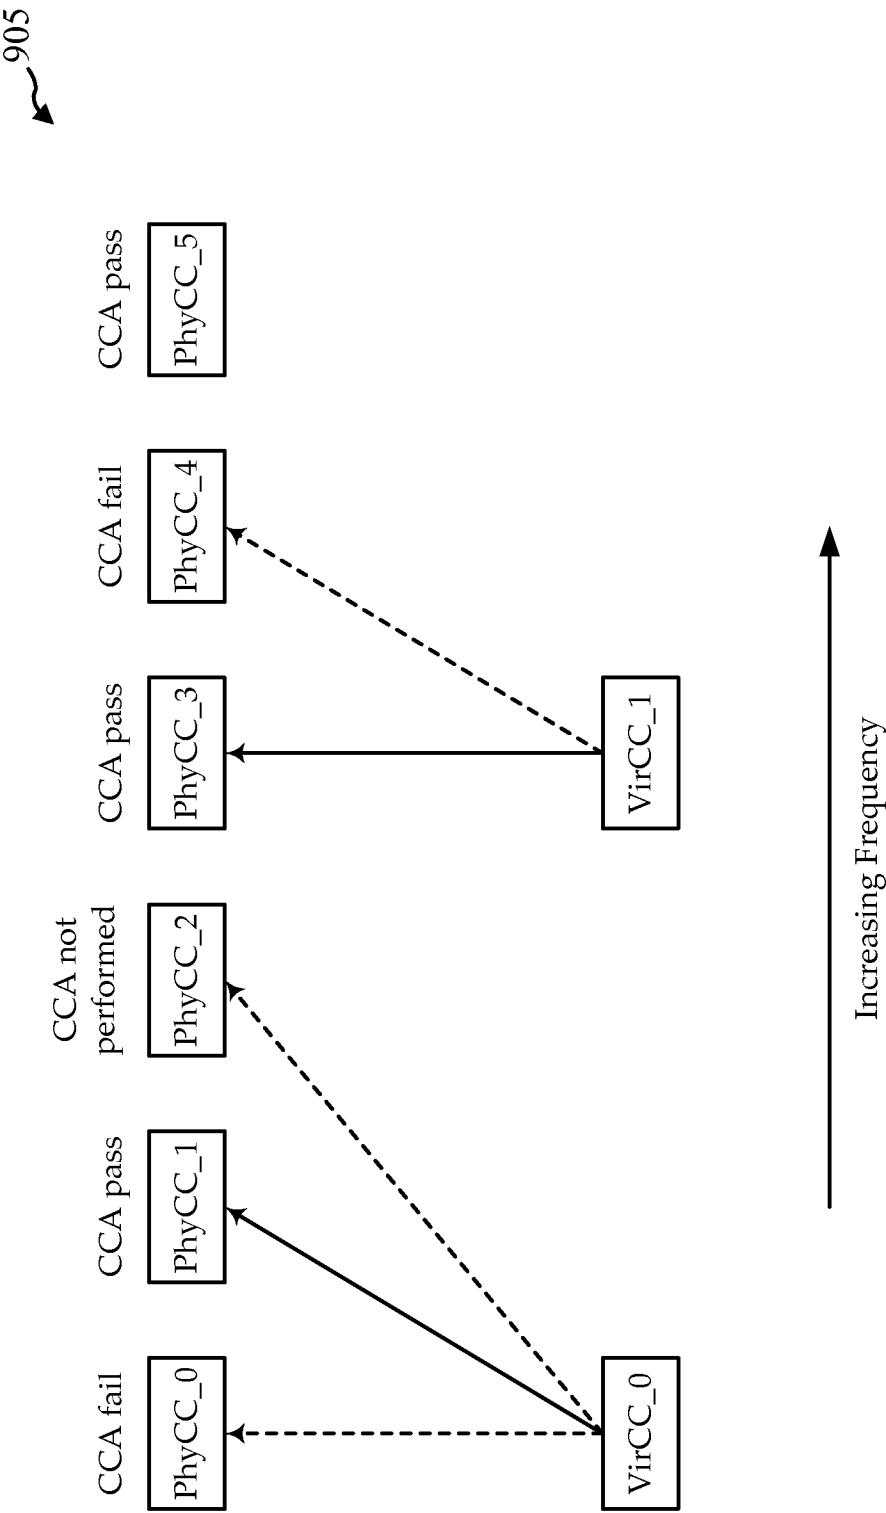 905
CCA fail
CCA pass
CCA not
performed
CCA pass
CCA fail
CCA pass
PhyCC_0
PhyCC_1
PhyCC_2
PhyCC_3
PhyCC_4
PhyCC_5
VirCC_0
VirCC_1
Increasing Frequency